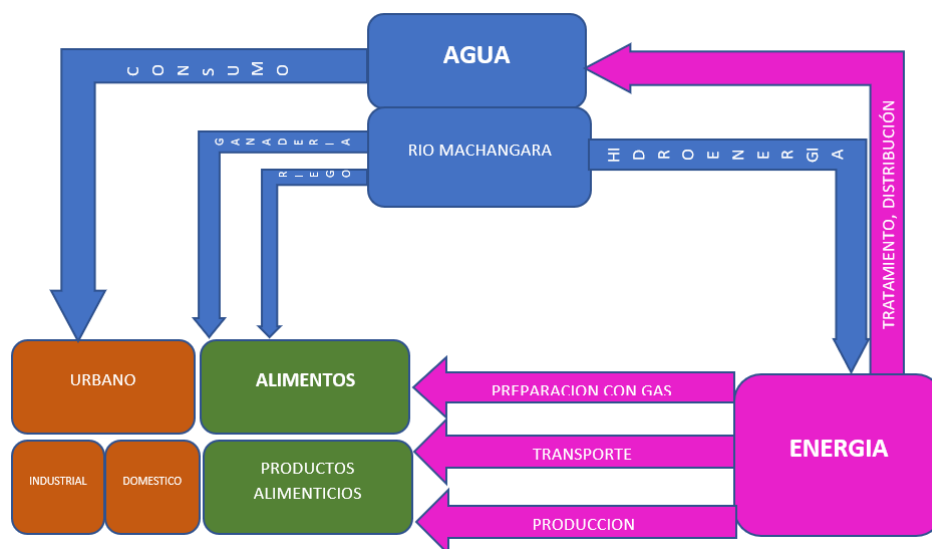 AGUA
CONSUMO
RIO MACHANGARA
GANADERIA
RIEGO
HIDROENERGIA
TRATAMIENTO, DISTRIBUCIÓN
URBANO
ALIMENTOS
PREPARACION CON GAS
ENERGIA
TRANSPORTE
INDUSTRIAL
DOMESTICO
PRODUCTOS
ALIMENTICIOS
PRODUCCION